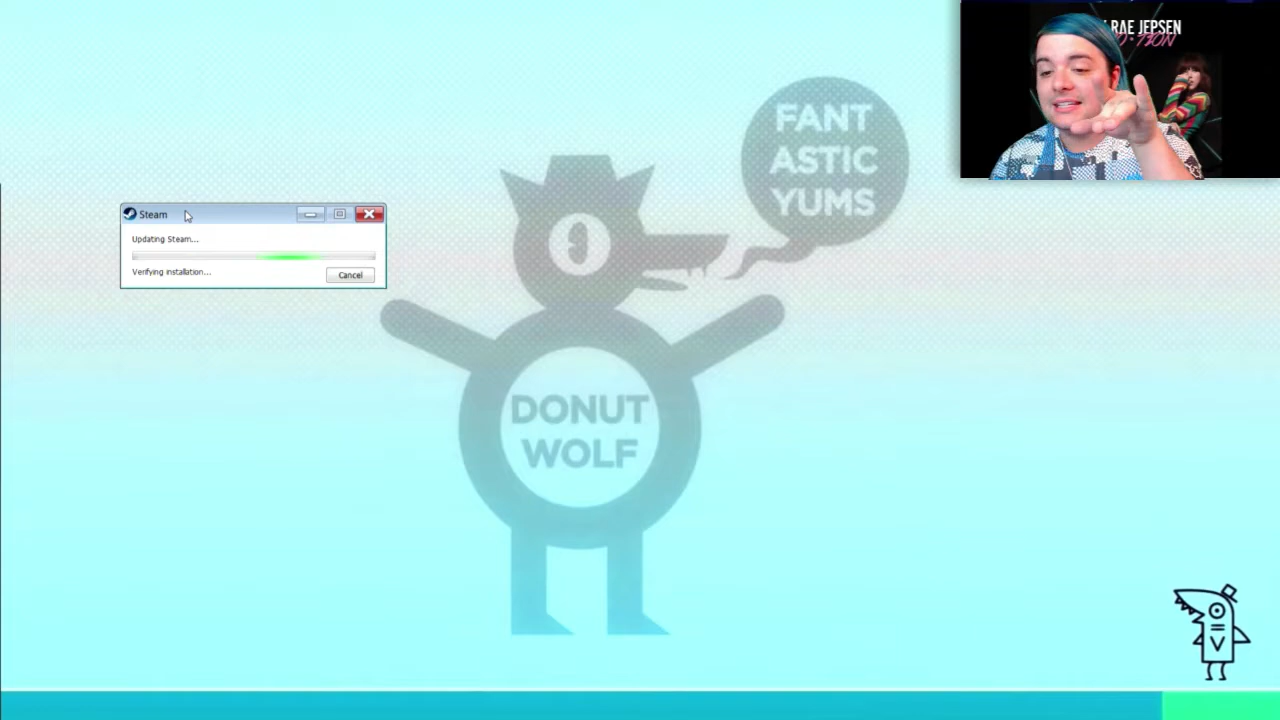 RAE JEPSEN
FANT
ASTIC
YUMS
Steam
Updating Steam...
Verifying installation...
Cancel
DONUT
WOLF